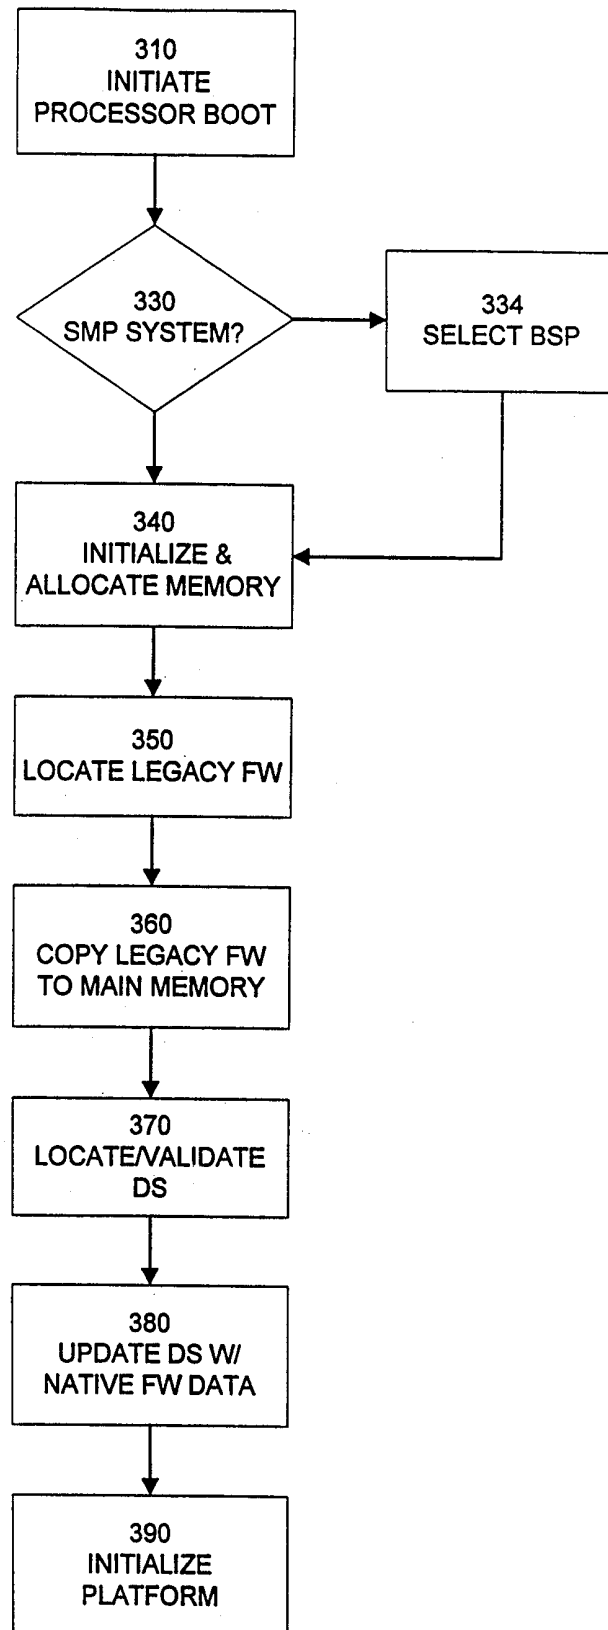 310
INITIATE
PROCESSOR BOOT
330
SMP SYSTEM?
334
SELECT BSP
340
INITIALIZE &
ALLOCATE MEMORY
350
LOCATE LEGACY FW
360
COPY LEGACY FW
TO MAIN MEMORY
370
LOCATE/VALIDATE
DS
380
UPDATE DS W/
NATIVE FW DATA
390
INITIALIZE
PLATFORM